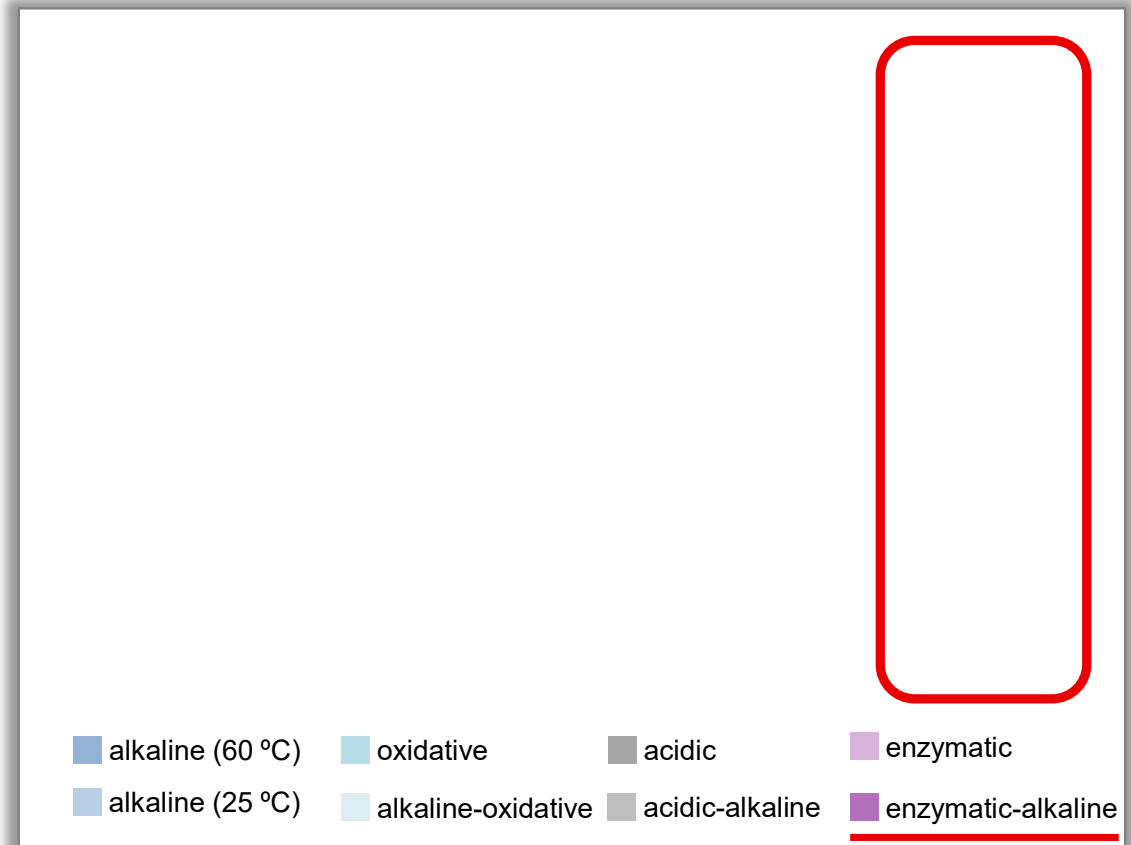 alkaline (60 ºC)
oxidative
acidic
enzymatic
alkaline (25 ºC)
alkaline-oxidative
acidic-alkaline
enzymatic-alkaline